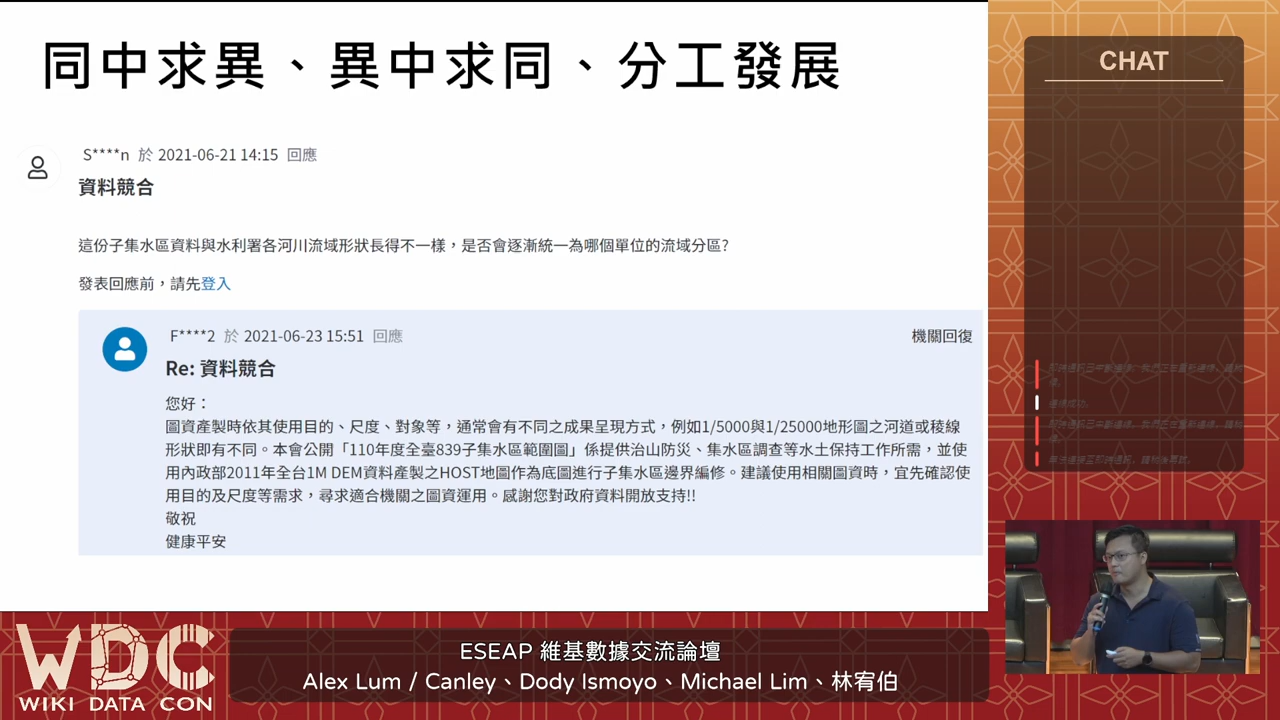 同中求異、異中求同、分工發展
S****n 於 2021-06-21 14:15 回應
資料競合
這份子集水區資料與水利署各河川流域形狀長得不一樣，是否會逐漸統一為哪個單位的流域分區?
發表回應前，請先登入
F****2 於 2021-06-23 15:51 回應
機關回復
Re: 資料競合
您好：
圖資產製時依其使用目的、尺度、對象等，通常會有不同之成果呈現方式，例如1/5000與1/25000地形圖之河道或稜線
形狀即有不同。本會公開「110年度全臺839子集水區範圍圖」係提供治山防災、集水區調查等水土保持工作所需，並使
用內政部2011年全台1M DEM資料產製之HOST地圖作為底圖進行子集水區邊界編修。建議使用相關圖資時，宜先確認使
用目的及尺度等需求，尋求適合機關之圖資運用。感謝您對政府資料開放支持!!
敬祝
健康平安
CHAT
WDC
WIKI DATA CON
ESEAP 維基數據交流論壇
Alex Lum / Canley、Dody Ismoyo、Michael Lim、林宥伯